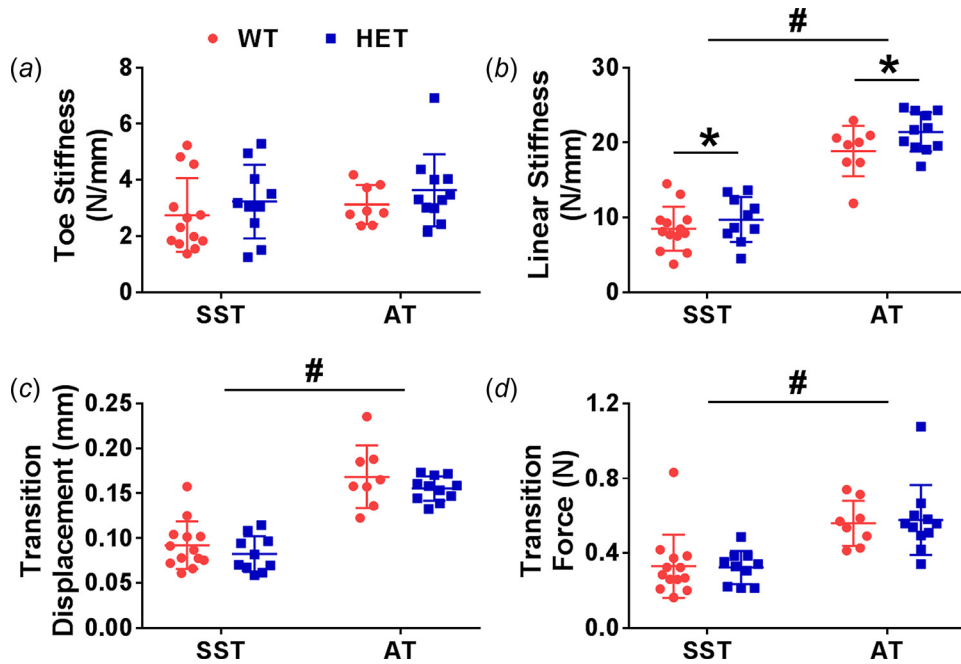 WT HET
(a)
Toe Stiffness
(N/mm)
8
6
4
2
0
SST AT
(b)
Linear Stiffness
(N/mm)
30
20
10
0
#
*
*
SST AT
(c)
Transition
Displacement (mm)
0.25
0.20
0.15
0.10
0.05
0.00
#
SST AT
(d)
Transition
Force (N)
1.2
0.8
0.4
0.0
#
SST AT